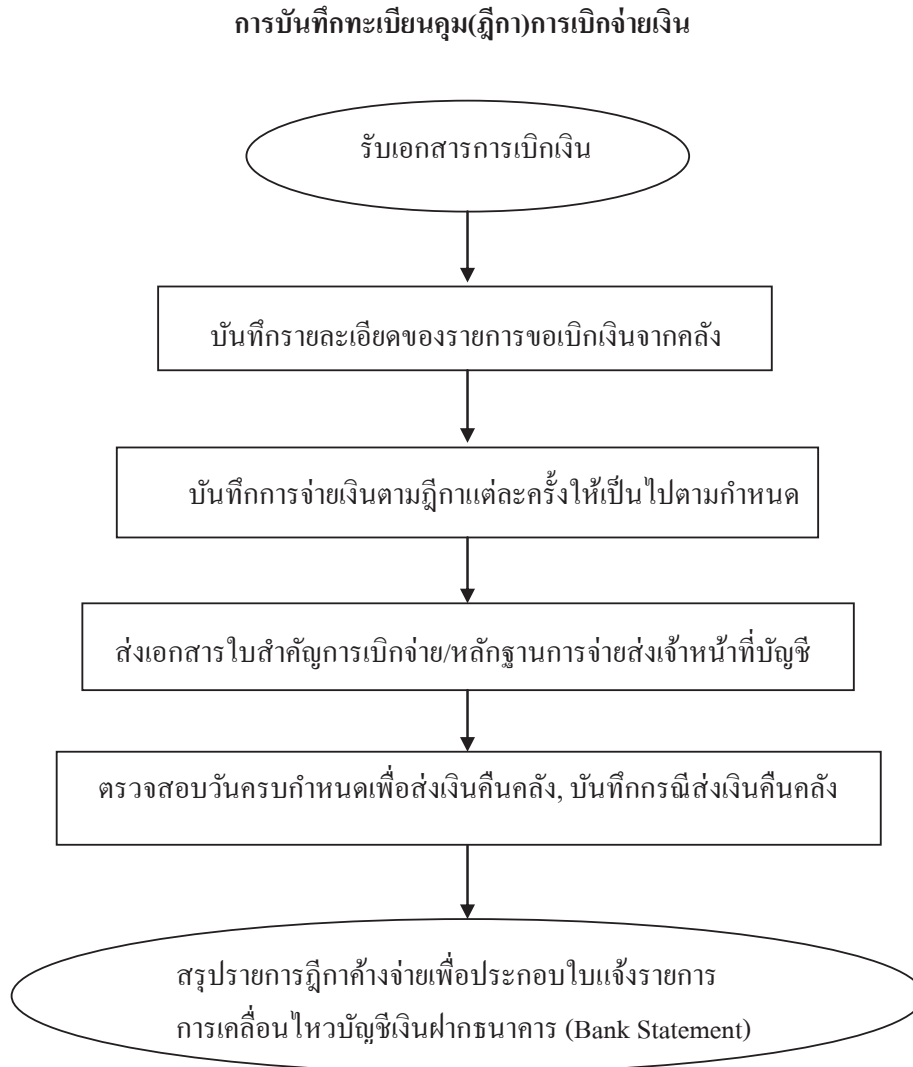 การบันทึกทะเบียนคุม(ฎีกา)การเบิกจ่ายเงิน
รับเอกสารการเบิกเงิน
บันทึกรายละเอียดของรายการขอเบิกเงินจากคลัง
บันทึกการจ่ายเงินตามฎีกาแต่ละครั้งให้เป็นไปตามกำหนด
ส่งเอกสารใบสำคัญการเบิกจ่าย/หลักฐานการจ่ายส่งเจ้าหน้าที่บัญชี
ตรวจสอบวันครบกำหนดเพื่อส่งเงินคืนคลัง, บันทึกกรณีส่งเงินคืนคลัง
สรุปรายการฎีกาค้างจ่ายเพื่อประกอบใบแจ้งรายการ
การเคลื่อนไหวบัญชีเงินฝากธนาคาร (Bank Statement)